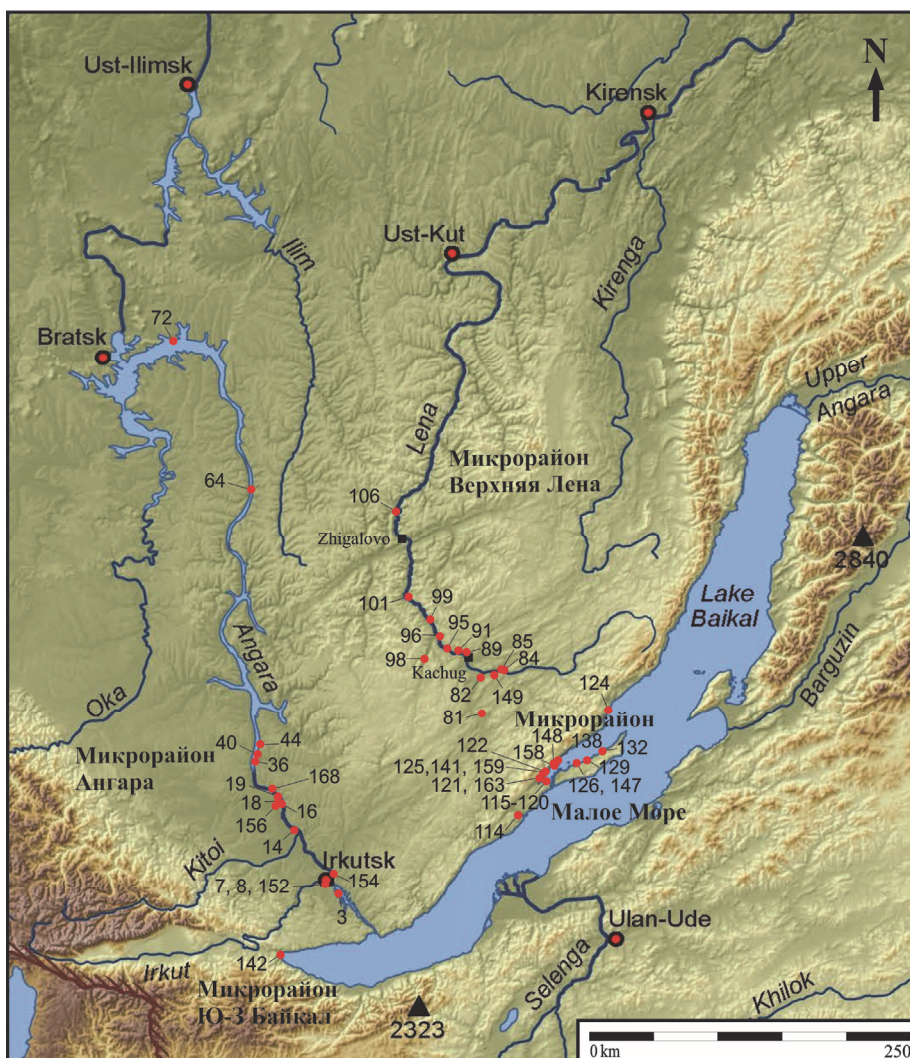 Ust-Ilimsk
N
Kirensk
Ust-Kut
Ilim
Kirenga
72
Bratsk
Upper
Angara
Lena
Микрорайон
Верхняя Лена
64
106
Zhigalovo
2840
Lake
Baikal
101
99
95
91
96
89
85
84
98
Kachug
Barguzin
Oka
Angara
82
149
124
81
Микрорайон
148
44
40
36
122
158
138
132
Микрорайон
Ангара
125, 141, 159
129
168
19
121, 163
126, 147
18
16
115-120
Малое Море
156
114
14
Kitoi
Irkutsk
154
7, 8, 152
3
Ulan-Ude
142
Irkut
Selenga
Микрорайон
Ю-З Байкал
Khilok
2323
0 km
250